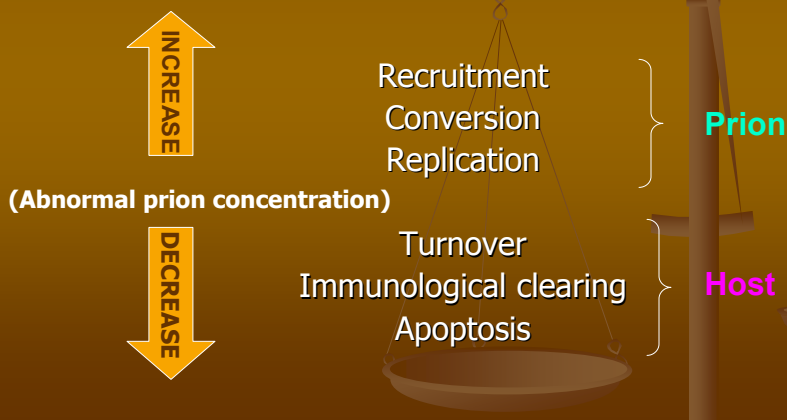 INCREASE
Recruitment
Conversion
Replication
Prion
(Abnormal prion concentration)
DECREASE
Turnover
Immunological clearing
Apoptosis
Host